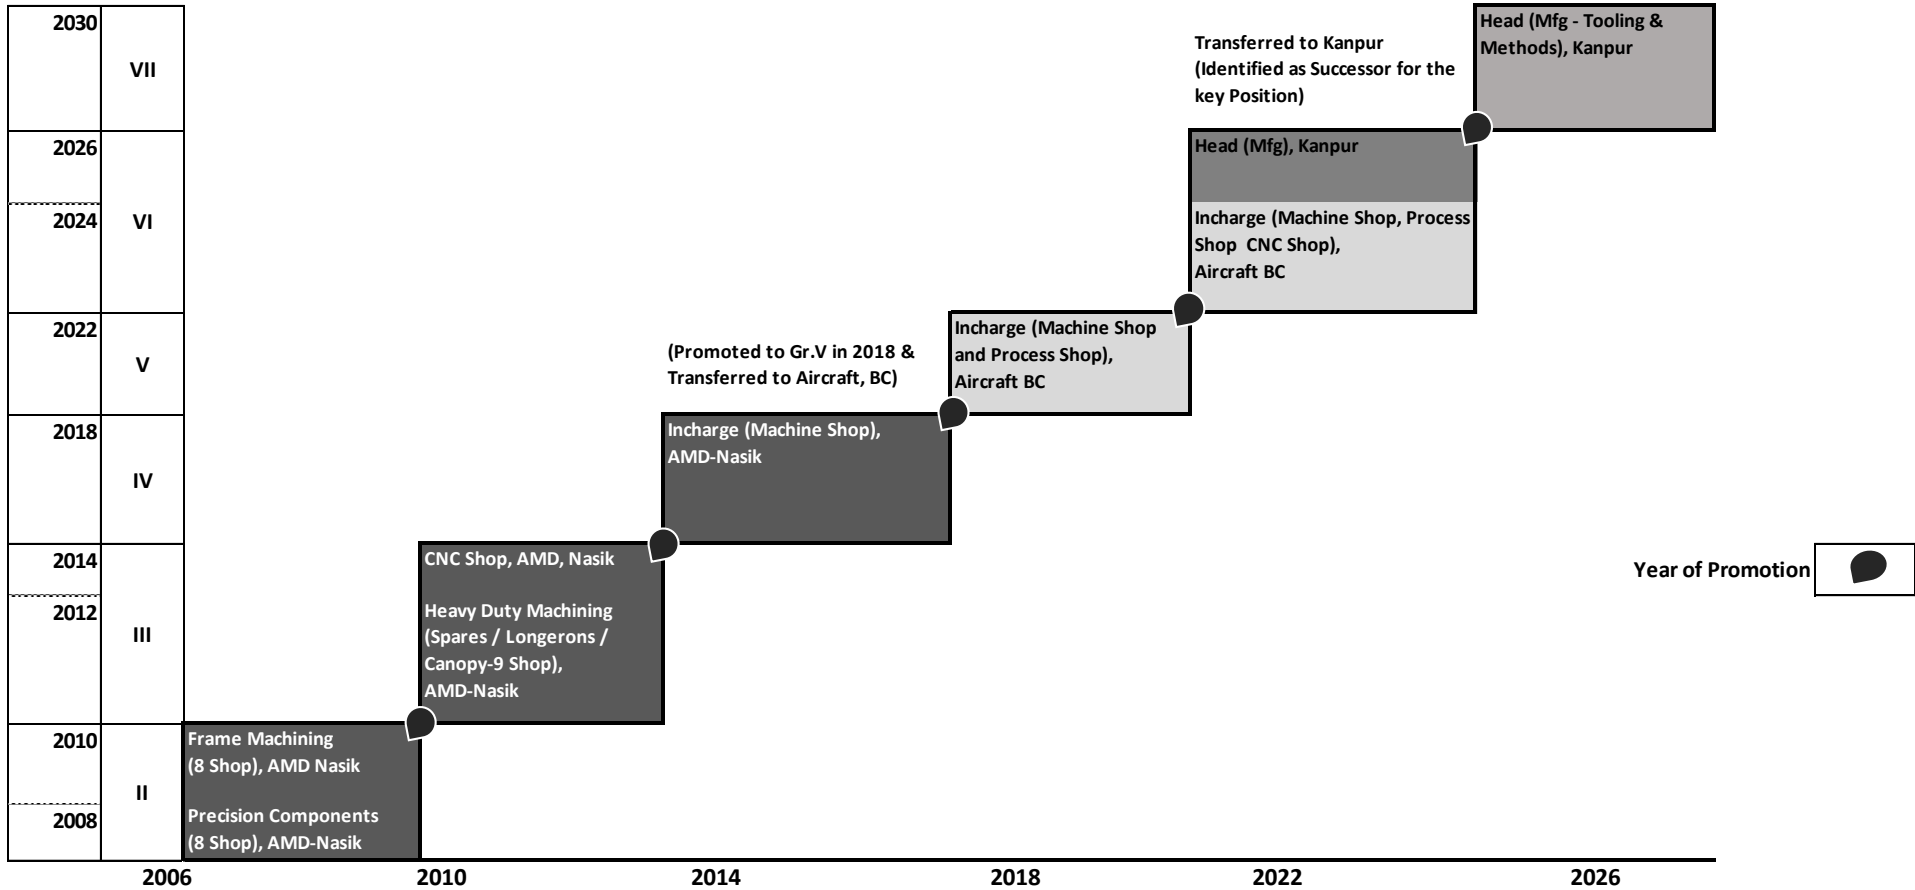 2030
VII
Transferred to Kanpur
(Identified as Successor for the
key Position)
Head (Mfg - Tooling &
Methods), Kanpur
2026
2024
VI
Head (Mfg), Kanpur
Incharge (Machine Shop, Process
Shop CNC Shop),
Aircraft BC
2022
V
(Promoted to Gr.V in 2018 &
Transferred to Aircraft, BC)
Incharge (Machine Shop
and Process Shop),
Aircraft BC
2018
IV
Incharge (Machine Shop),
AMD-Nasik
2014
2012
III
CNC Shop, AMD, Nasik
Heavy Duty Machining
(Spares / Longerons /
Canopy-9 Shop),
AMD-Nasik
Year of Promotion
2010
2008
II
Frame Machining
(8 Shop), AMD Nasik
Precision Components
(8 Shop), AMD-Nasik
2006
2010
2014
2018
2022
2026